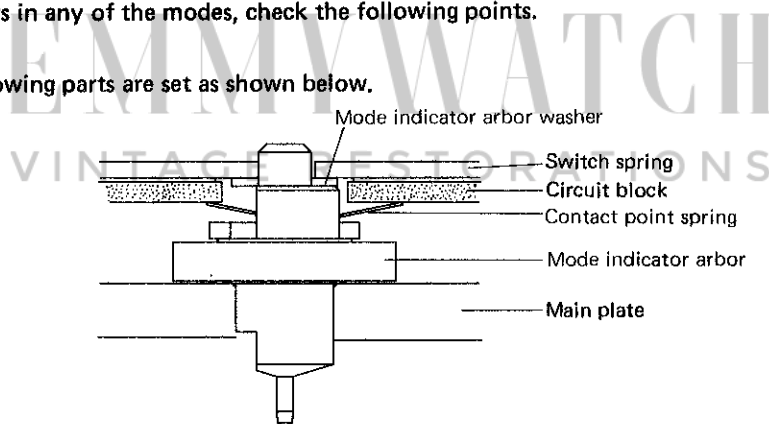 s in any of the modes, check the following points.
EMMYWATCH
owing parts are set as shown below.
Mode indicator arbor washer
VINTAGE RESTORATIONS
Switch spring
Circuit block
Contact point spring
Mode indicator arbor
Main plate